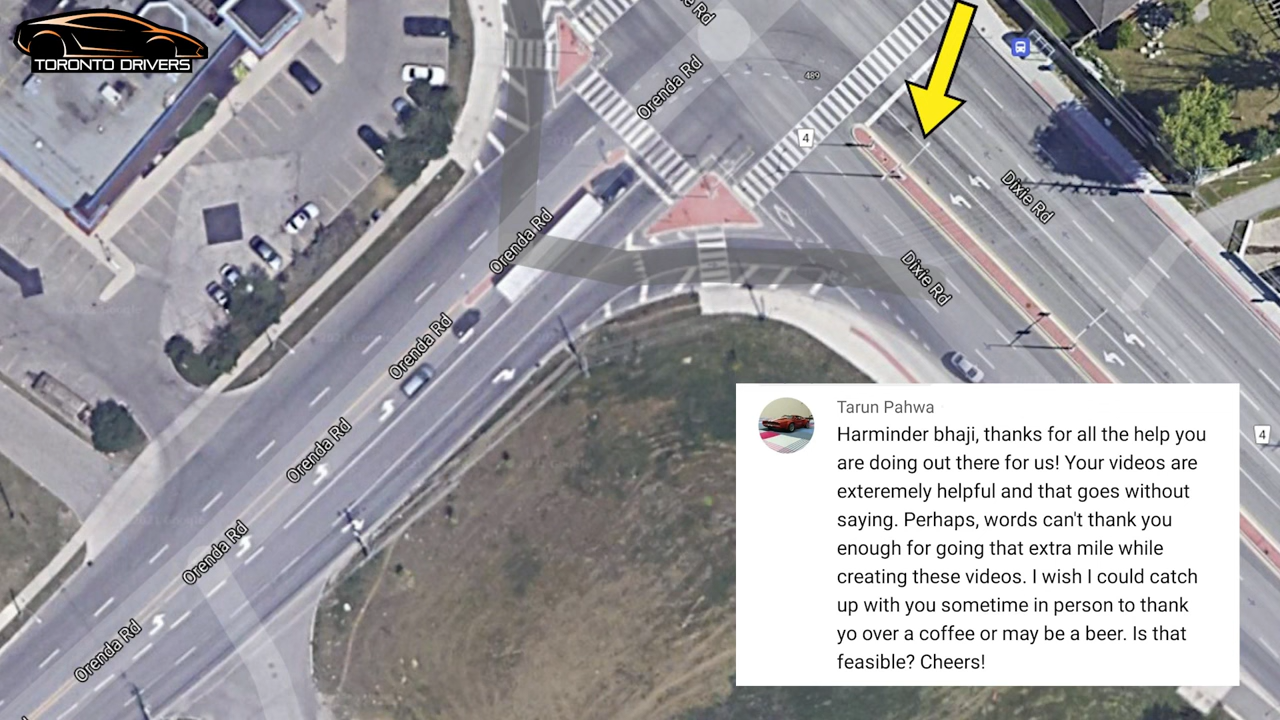 TORONTO DRIVERS
Rd
Orenda Rd
489
4
Dixie Rd
Orenda Rd
Dixie Rd
Orenda Rd
Tarun Pahwa
Harminder bhaji, thanks for all the help you
are doing out there for us! Your videos are
exteremely helpful and that goes without
saying. Perhaps, words can't thank you
enough for going that extra mile while
creating these videos. I wish I could catch
up with you sometime in person to thank
yo over a coffee or may be a beer. Is that
feasible? Cheers!
4
Orenda Rd
Orenda Rd
Orenda Rd